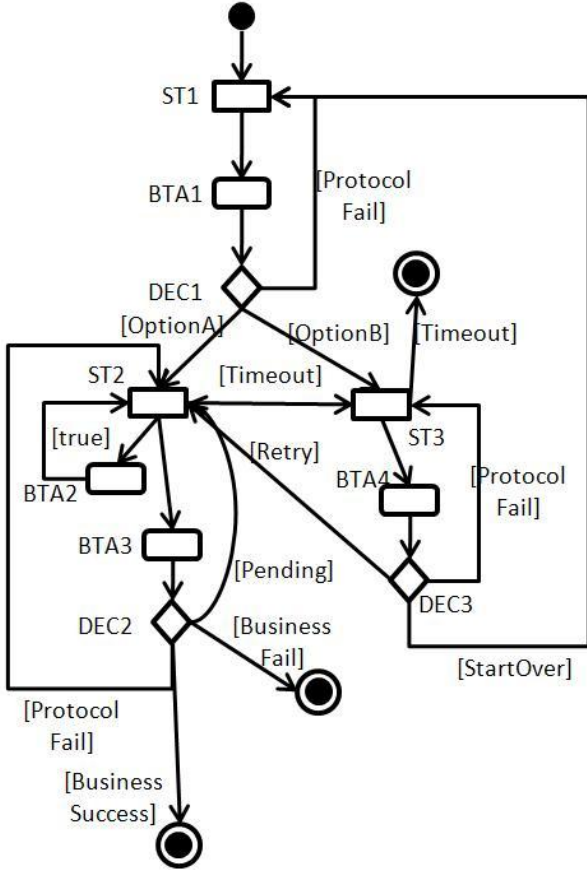 ST1
BTA1
[Protocol
Fail]
DEC1
[OptionA]
[OptionB]
[Timeout]
ST2
[Timeout]
ST3
[true]
[Retry]
BTA2
BTA4
[Protocol
Fail]
BTA3
[Pending]
DEC3
DEC2
[Business
Fail]
[StartOver]
[Protocol
Fail]
[Business
Success]